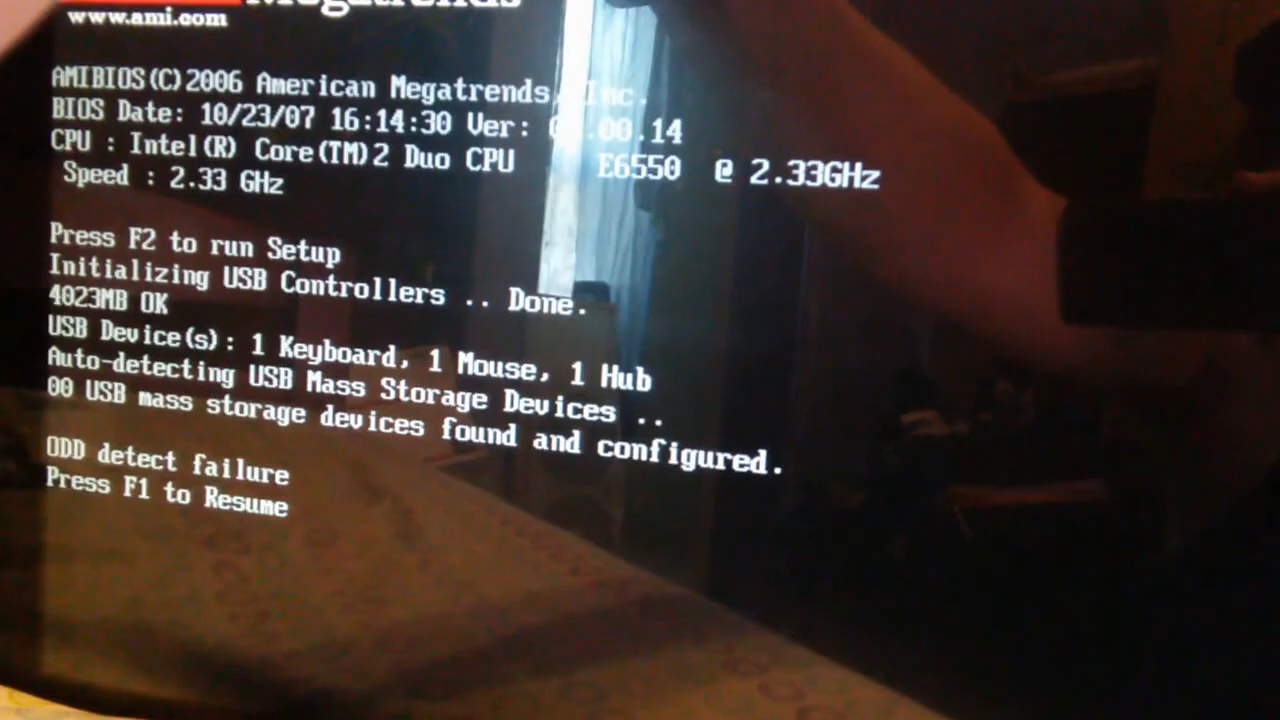 Megatrends
www.ami.com
AMIBIOS(C)2006 American Megatrends, Inc.
BIOS Date: 10/23/07 16:14:30 Ver: .00.14
CPU : Intel(R) Core(TM)2 Duo CPU E6550 @ 2.33GHz
Speed : 2.33 GHz
Press F2 to run Setup
Initializing USB Controllers .. Done.
4023MB OK
USB Device(s): 1 Keyboard, 1 Mouse, 1 Hub
Auto-detecting USB Mass Storage Devices ..
00 USB mass storage devices found and configured.
ODD detect failure
Press F1 to Resume